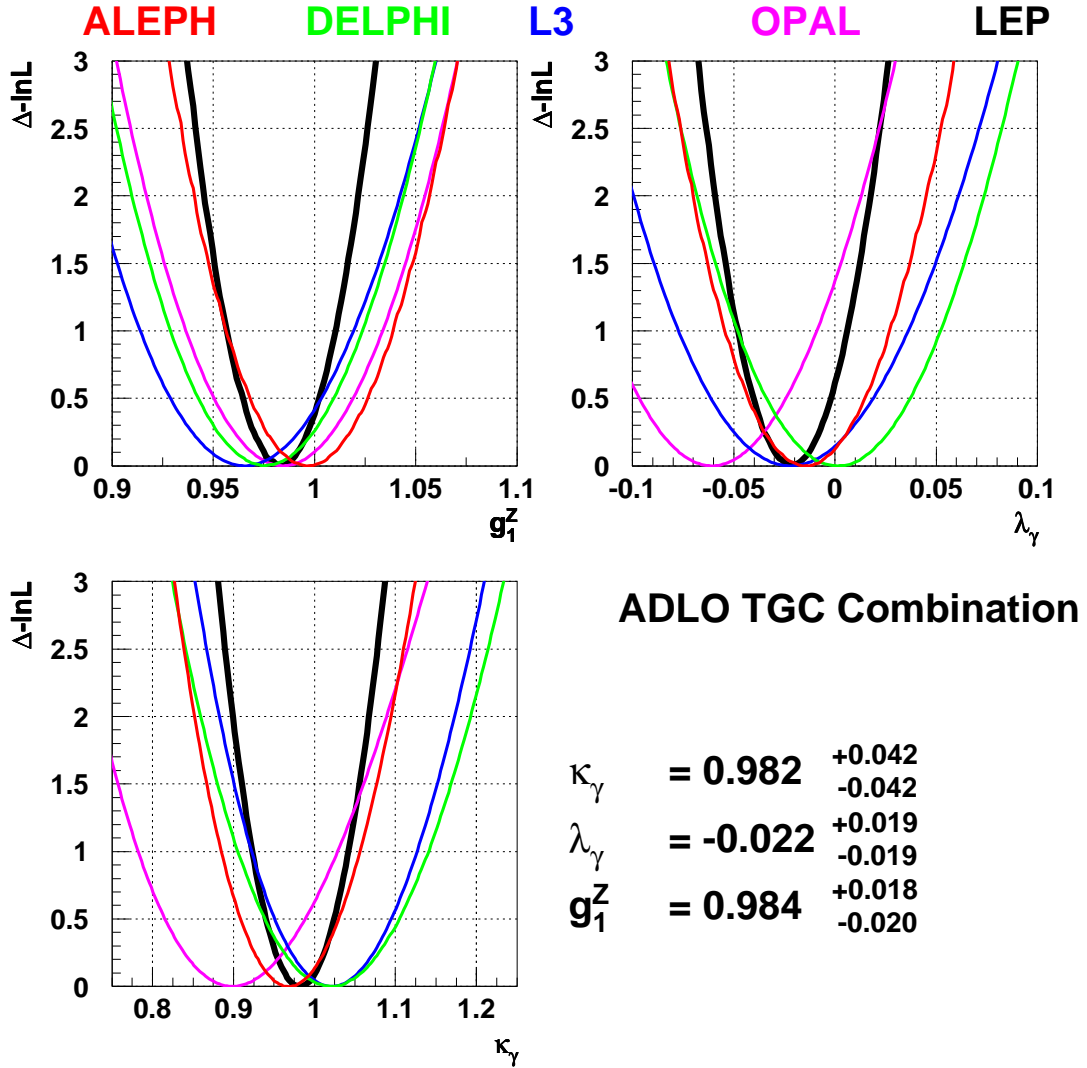 ALEPH DELPHI L3 OPAL LEP
Δ-lnL
3
2.5
2
1.5
1
0.5
0
0.9 0.95 1 1.05 1.1
g₁ᶻ
Δ-lnL
3
2.5
2
1.5
1
0.5
0
-0.1 -0.05 0 0.05 0.1
λᵧ
Δ-lnL
3
2.5
2
1.5
1
0.5
0
0.8 0.9 1 1.1 1.2
κᵧ
ADLO TGC Combination
κᵧ = 0.982 +0.042 -0.042
λᵧ = -0.022 +0.019 -0.019
g₁ᶻ = 0.984 +0.018 -0.020